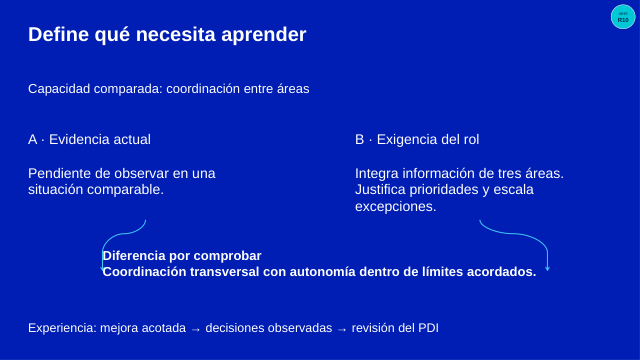 Define qué necesita aprender
R10
Capacidad comparada: coordinación entre áreas
A · Evidencia actual
Pendiente de observar en una
situación comparable.
B · Exigencia del rol
Integra información de tres áreas.
Justifica prioridades y escala
excepciones.
Diferencia por comprobar
Coordinación transversal con autonomía dentro de límites acordados.
Experiencia: mejora acotada → decisiones observadas → revisión del PDI